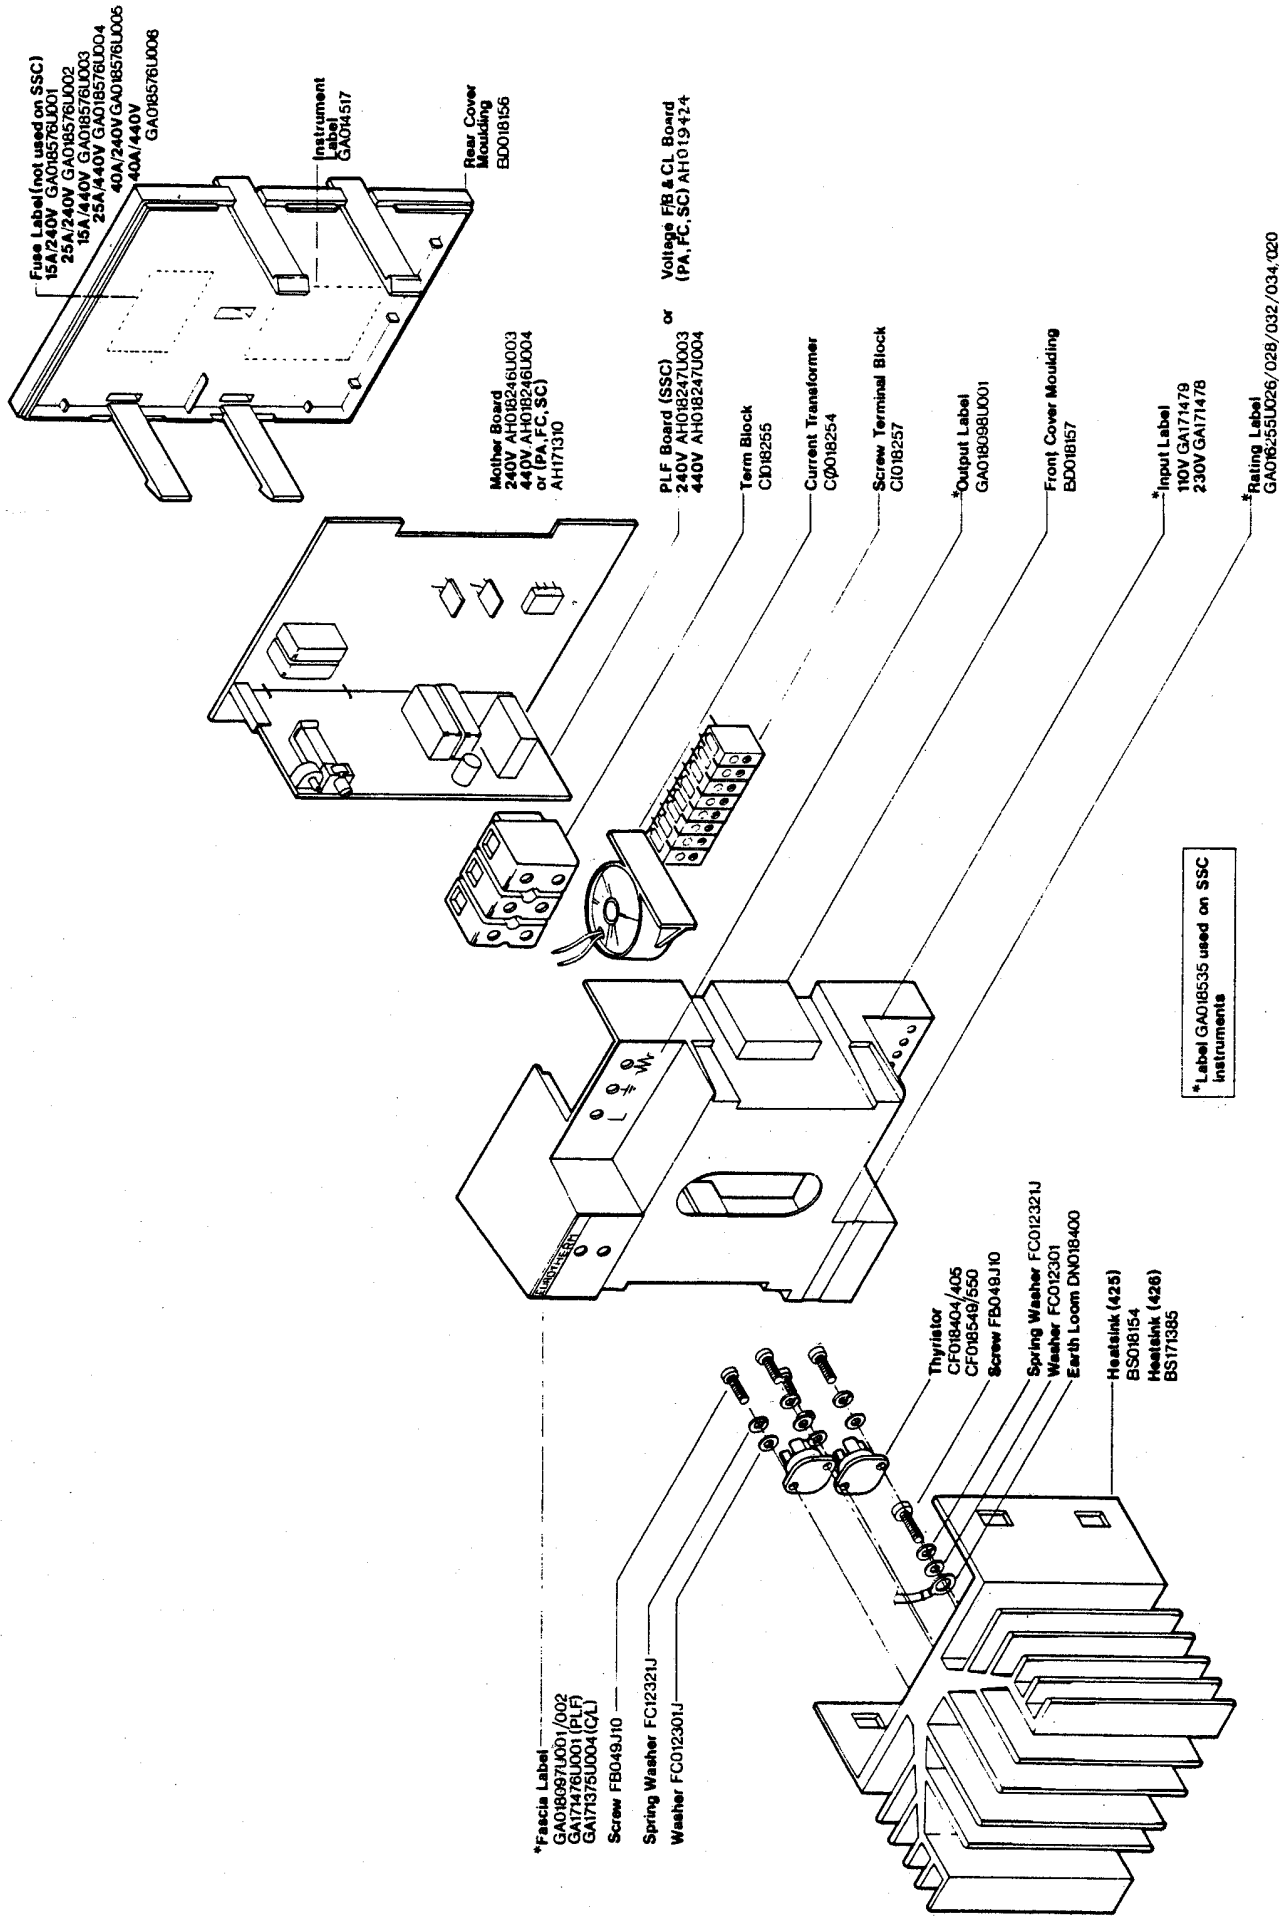 Fuse Label (not used on SSC)
15A/240V GA018576U001
25A/240V GA018576U002
15A/440V GA018576U003
25A/440V GA018576U004
40A/240V GA018576U005
40A/440V
GA018576U006
Instrument
Label
GA014517
Rear Cover
Moulding
BD018156
Mother Board
240V AH018246U003
440V AH018246U004
or (PA, FC, SC)
AH171310
PLF Board (SSC) or
240V AH018247U003
440V AH018247U004
Voltage F/B & CL Board
(PA, FC, SC) AH019424
Term Block
CI018255
Current Transformer
CO018254
Screw Terminal Block
CI018257
*Output Label
GA018098U001
Front Cover Moulding
BD018157
*Input Label
110V GA171479
230V GA171478
*Rating Label
GA016255U026/028/032/034/020
EUROTHERM
L
*Fascia Label
GA018097U001/002
GA171476U001 (PLF)
GA171375U004 (C/L)
Screw FB049J10
Spring Washer FC12321J
Washer FC012301J
Thyristor
CF018404/405
CF018549/550
Screw FB049J10
Spring Washer FC012321J
Washer FC012301
Earth Loom DN018400
Heatsink (425)
BS018154
Heatsink (426)
BS171385
*Label GA018535 used on SSC
instruments